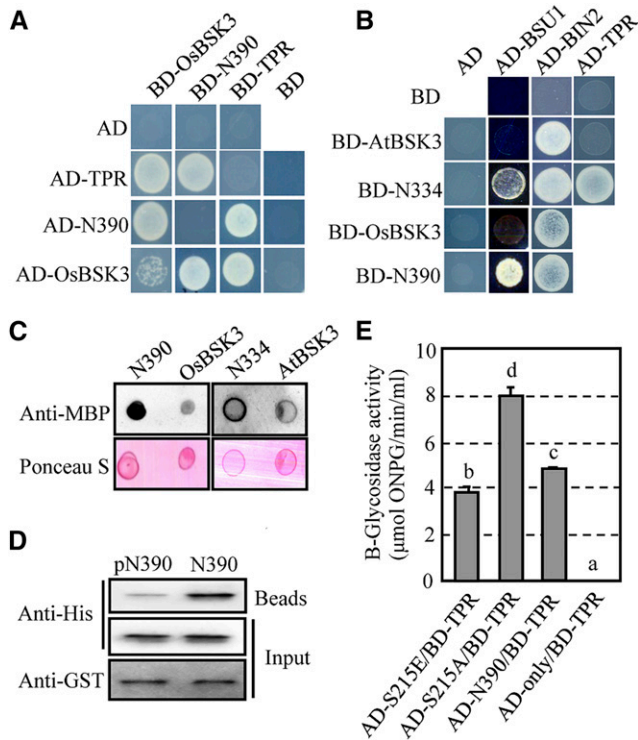 A
BD-OsBSK3
BD-N390
BD-TPR
BD
AD
AD-TPR
AD-N390
AD-OsBSK3
B
AD
AD-BSU1
AD-BIN2
AD-TPR
BD
BD-AtBSK3
BD-N334
BD-OsBSK3
BD-N390
C
N390
OsBSK3
N334
AtBSK3
Anti-MBP
Ponceau S
D
pN390
N390
Anti-His
Beads
Input
Anti-GST
E
B-Glycosidase activity
(μmol ONPG/min/ml)
10
8
6
4
2
0
b
d
c
a
AD-S215E/BD-TPR
AD-S215A/BD-TPR
AD-N390/BD-TPR
AD-only/BD-TPR